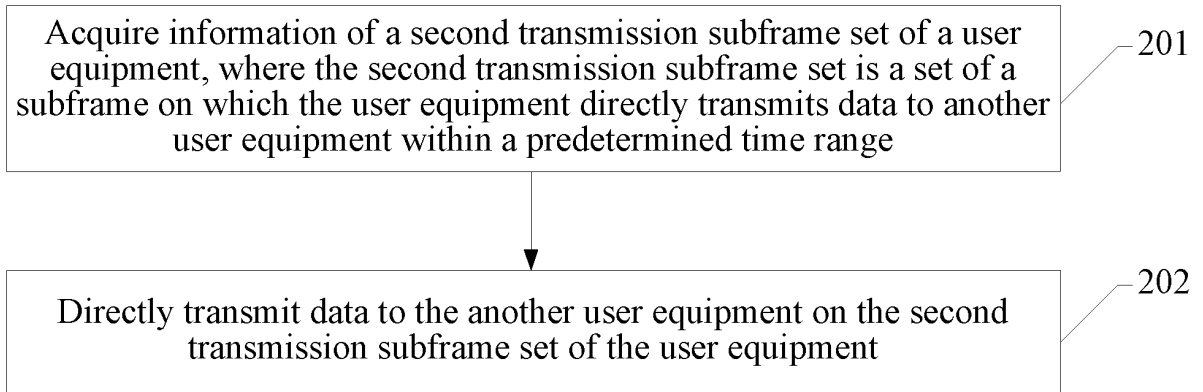 Acquire information of a second transmission subframe set of a user
equipment, where the second transmission subframe set is a set of a
subframe on which the user equipment directly transmits data to another
user equipment within a predetermined time range
201
Directly transmit data to the another user equipment on the second
transmission subframe set of the user equipment
202